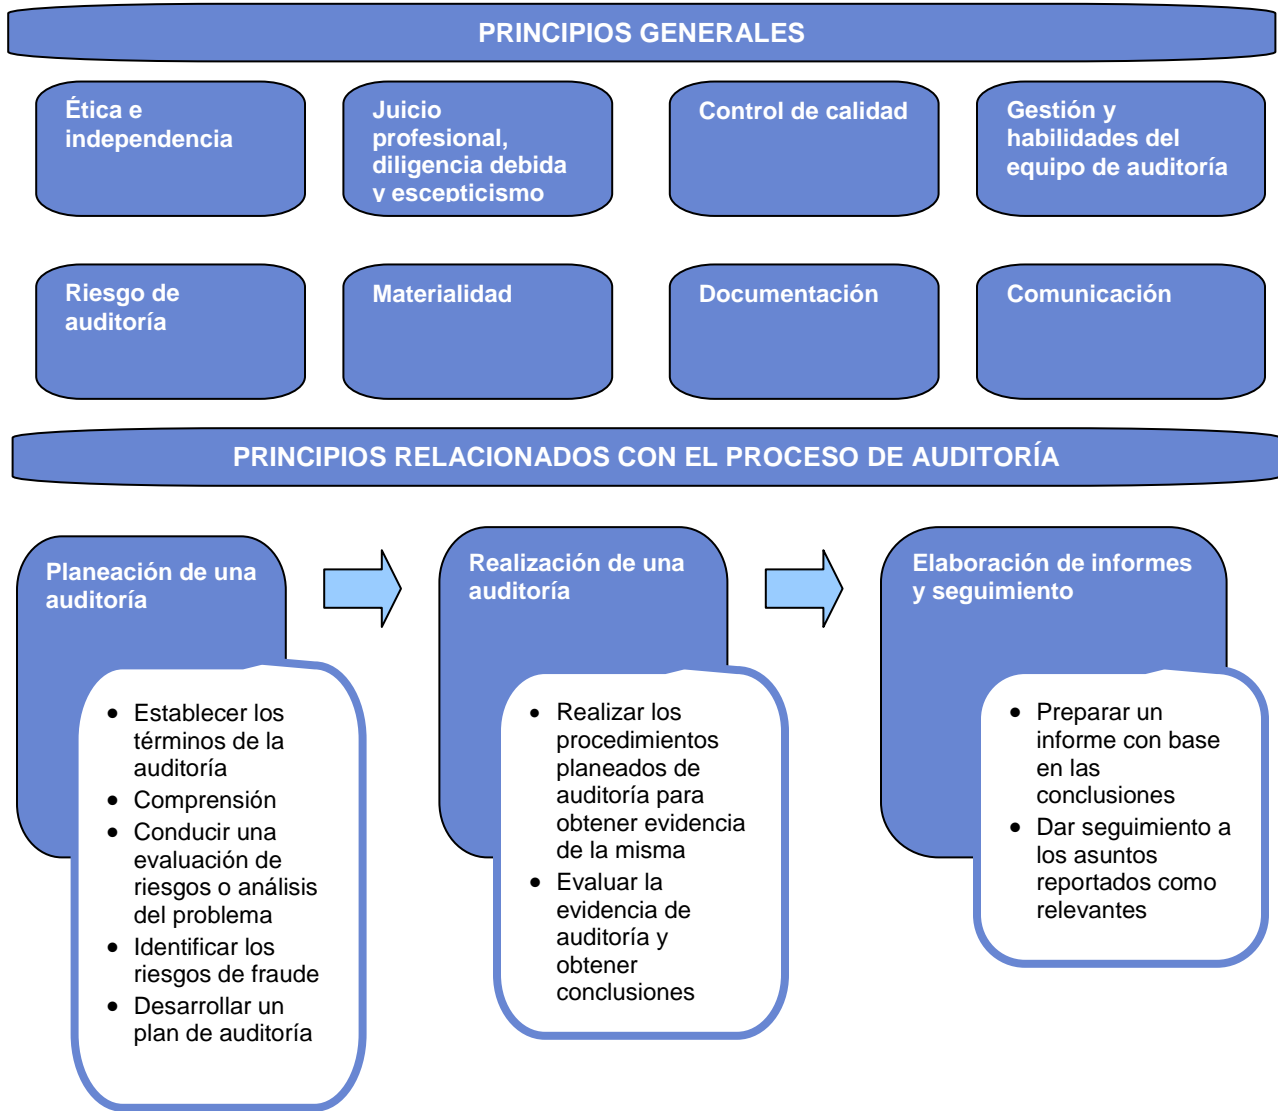 PRINCIPIOS GENERALES
Ética e
independencia
Juicio
profesional,
diligencia debida
y escepticismo
Control de calidad
Gestión y
habilidades del
equipo de auditoría
Riesgo de
auditoría
Materialidad
Documentación
Comunicación
PRINCIPIOS RELACIONADOS CON EL PROCESO DE AUDITORÍA
Planeación de una
auditoría
• Establecer los
términos de la
auditoría
• Comprensión
• Conducir una
evaluación de
riesgos o análisis
del problema
• Identificar los
riesgos de fraude
• Desarrollar un
plan de auditoría
Realización de una
auditoría
• Realizar los
procedimientos
planeados de
auditoría para
obtener evidencia
de la misma
• Evaluar la
evidencia de
auditoría y
obtener
conclusiones
Elaboración de informes
y seguimiento
• Preparar un
informe con base
en las
conclusiones
• Dar seguimiento a
los asuntos
reportados como
relevantes